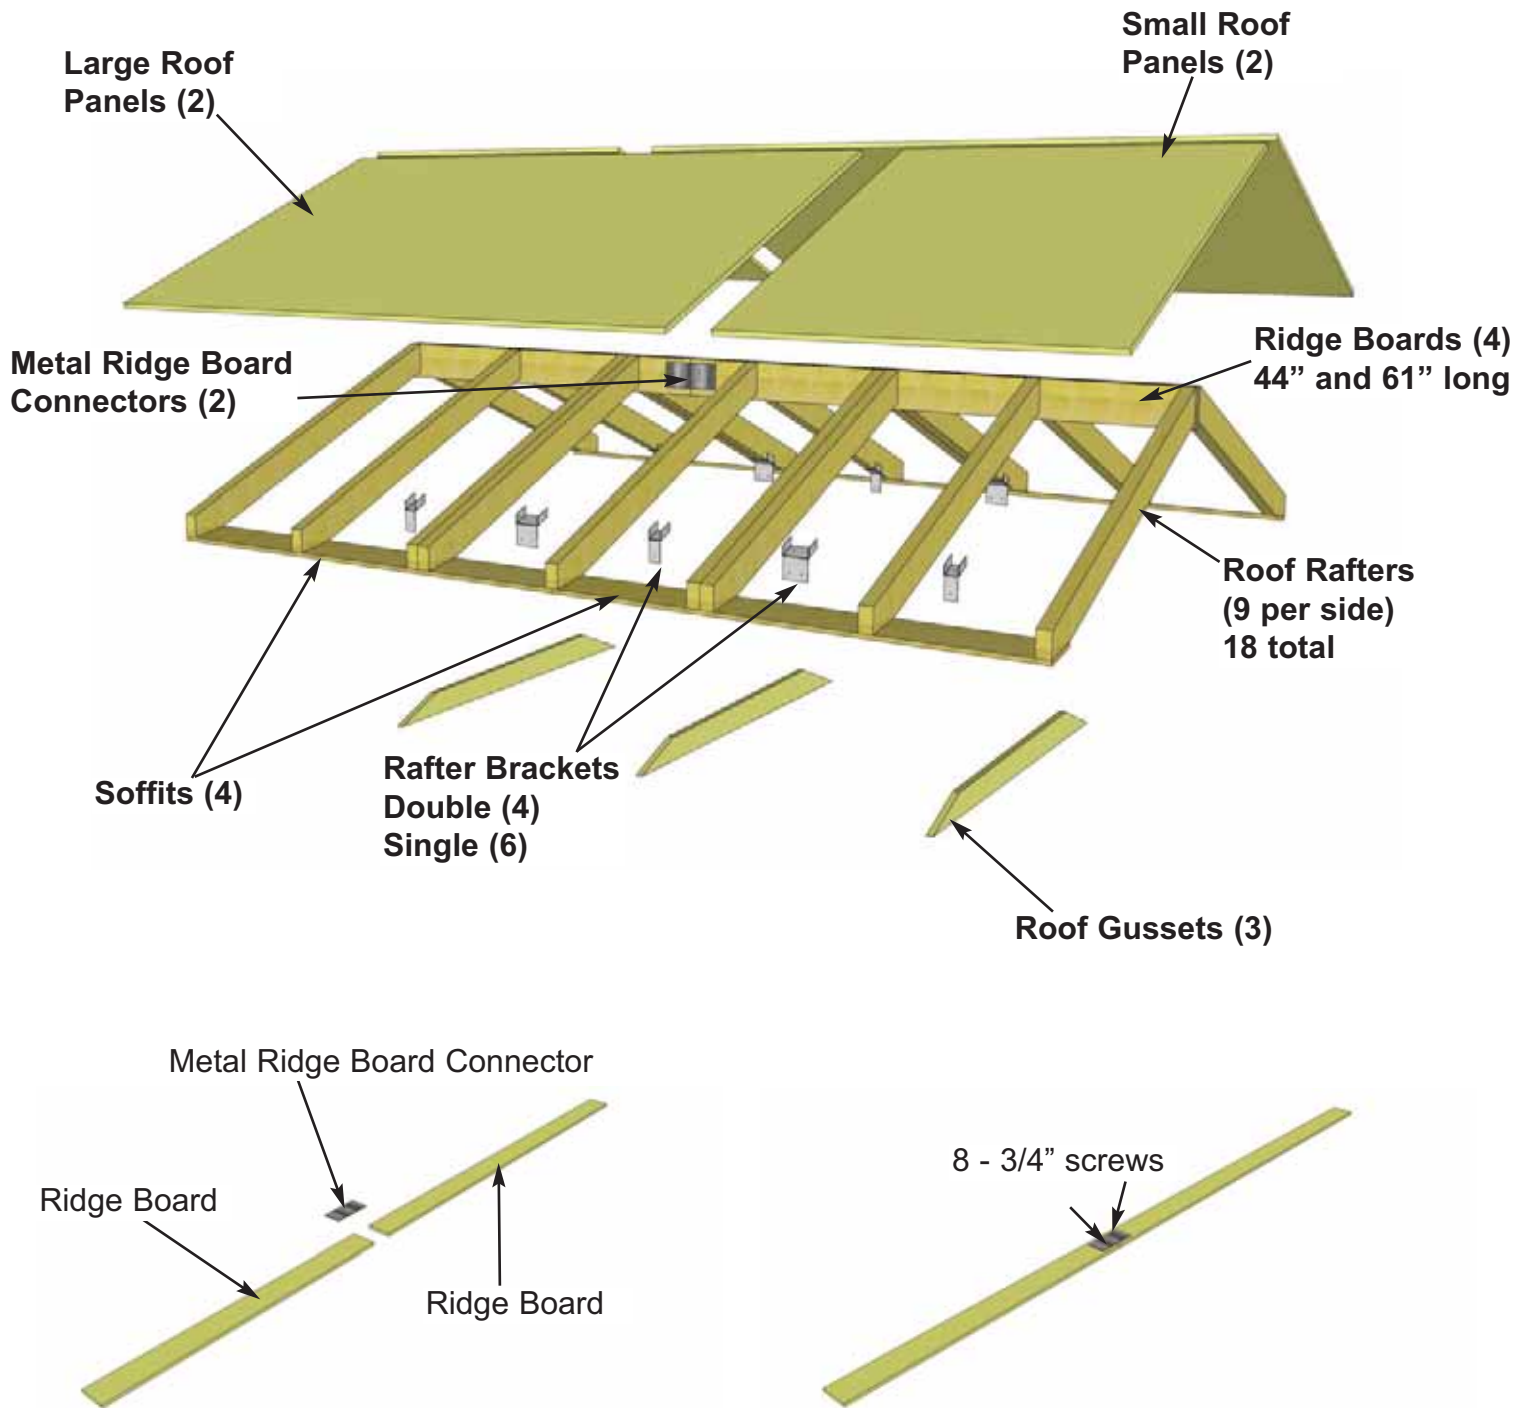 Small Roof
Panels (2)
Large Roof
Panels (2)
Ridge Boards (4)
44” and 61” long
Metal Ridge Board
Connectors (2)
Roof Rafters
(9 per side)
18 total
Soffits (4)
Rafter Brackets
Double (4)
Single (6)
Roof Gussets (3)
Metal Ridge Board Connector
8 - 3/4” screws
Ridge Board
Ridge Board